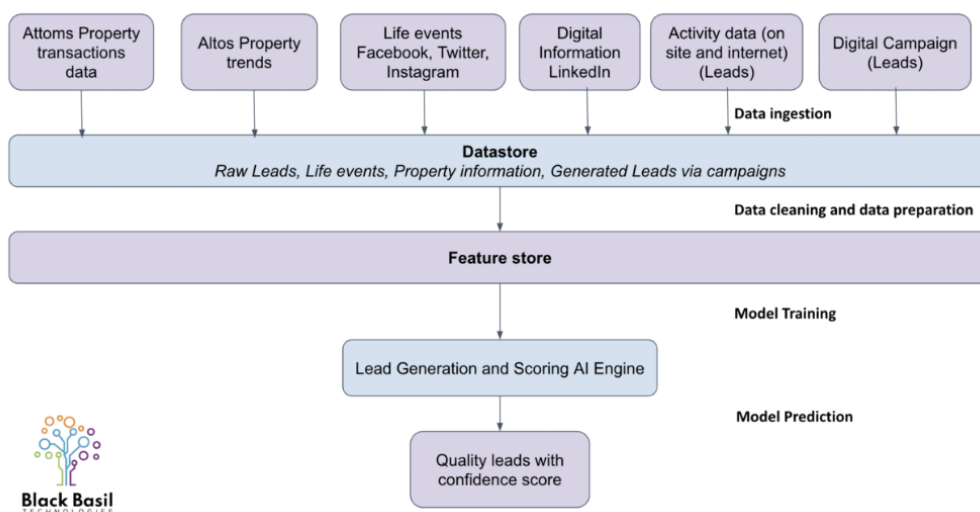 Attoms Property
transactions
data
Altos Property
trends
Life events
Facebook, Twitter,
Instagram
Digital
Information
LinkedIn
Activity data (on
site and internet)
(Leads)
Digital Campaign
(Leads)
Data ingestion
Datastore
Raw Leads, Life events, Property information, Generated Leads via campaigns
Data cleaning and data preparation
Feature store
Model Training
Lead Generation and Scoring AI Engine
Model Prediction
Quality leads with
confidence score
Black Basil
TECHNOLOGIES